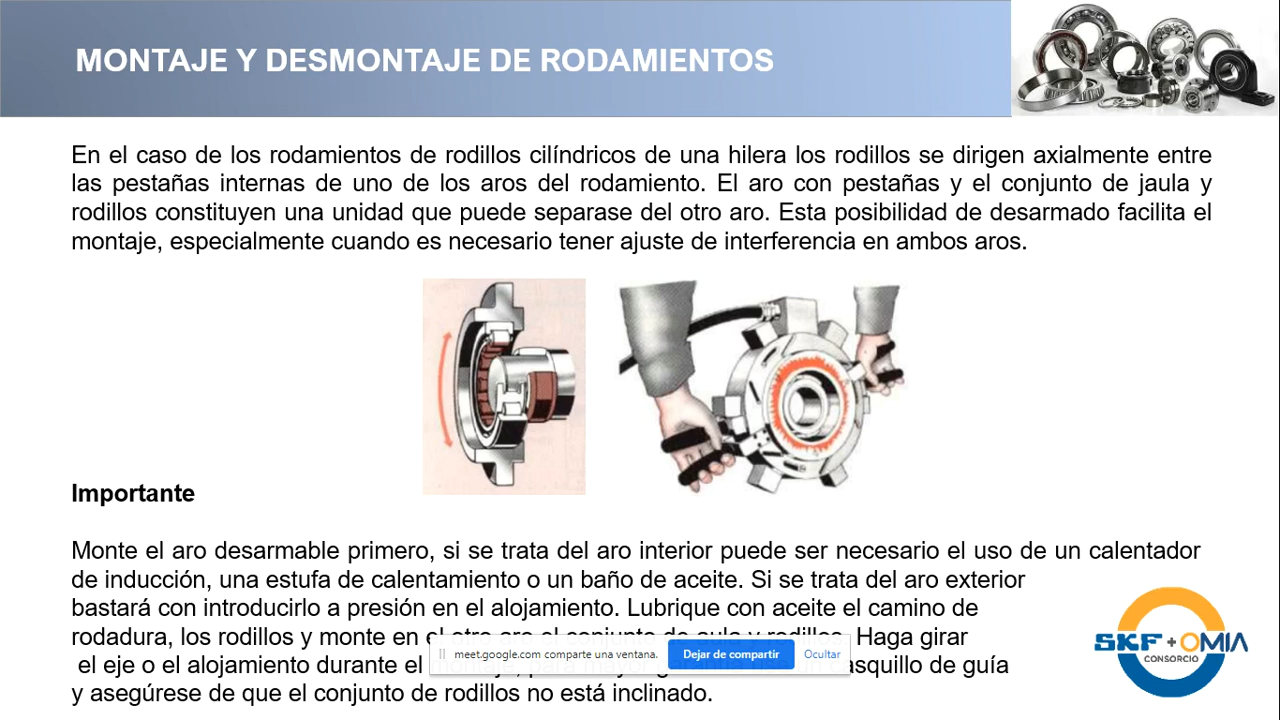 MONTAJE Y DESMONTAJE DE RODAMIENTOS
En el caso de los rodamientos de rodillos cilíndricos de una hilera los rodillos se dirigen axialmente entre
las pestañas internas de uno de los aros del rodamiento. El aro con pestañas y el conjunto de jaula y
rodillos constituyen una unidad que puede separase del otro aro. Esta posibilidad de desarmado facilita el
montaje, especialmente cuando es necesario tener ajuste de interferencia en ambos aros.
Importante
Monte el aro desarmable primero, si se trata del aro interior puede ser necesario el uso de un calentador
de inducción, una estufa de calentamiento o un baño de aceite. Si se trata del aro exterior
bastará con introducirlo a presión en el alojamiento. Lubrique con aceite el camino de
rodadura, los rodillos y monte en Haga girar
el eje o el alojamiento durante el asquillo de guía
y asegúrese de que el conjunto de rodillos no está inclinado.
meet.google.com comparte una ventana. Dejar de compartir Ocultar
SKF + OMIA
CONSORCIO